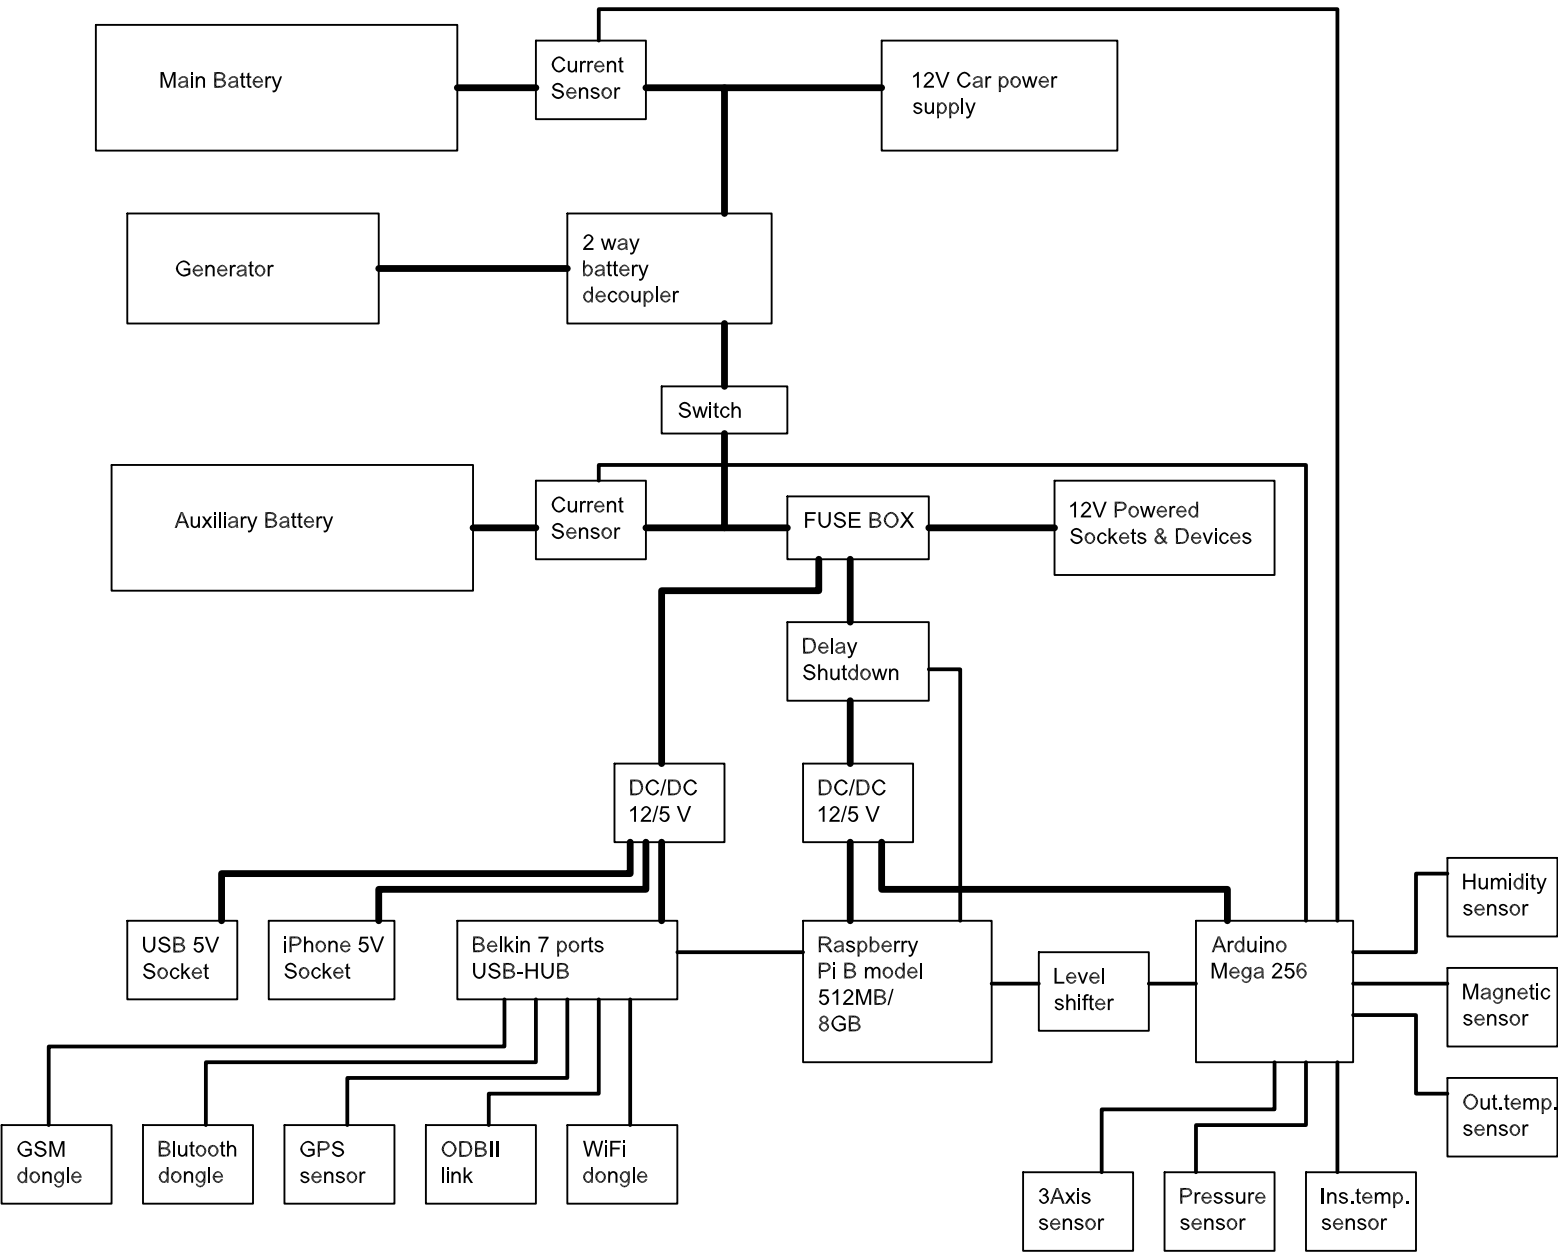 Main Battery
Current
Sensor
12V Car power
supply
Generator
2 way
battery
decoupler
Switch
Auxiliary Battery
Current
Sensor
FUSE BOX
12V Powered
Sockets & Devices
Delay
Shutdown
DC/DC
12/5 V
DC/DC
12/5 V
USB 5V
Socket
iPhone 5V
Socket
Belkin 7 ports
USB-HUB
Raspberry
Pi B model
512MB/
8GB
Level
shifter
Arduino
Mega 256
Humidity
sensor
Magnetic
sensor
Out.temp.
sensor
GSM
dongle
Blutooth
dongle
GPS
sensor
ODBII
link
WiFi
dongle
3Axis
sensor
Pressure
sensor
Ins.temp.
sensor